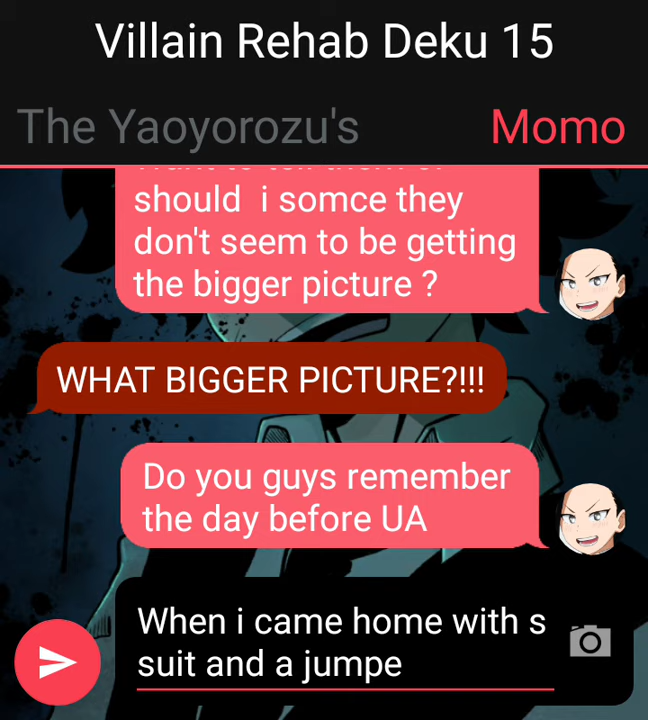 Villain Rehab Deku 15
The Yaoyorozu's
Momo
should i somce they
don't seem to be getting
the bigger picture ?
WHAT BIGGER PICTURE?!!!
Do you guys remember
the day before UA
When i came home with s
suit and a jumpe